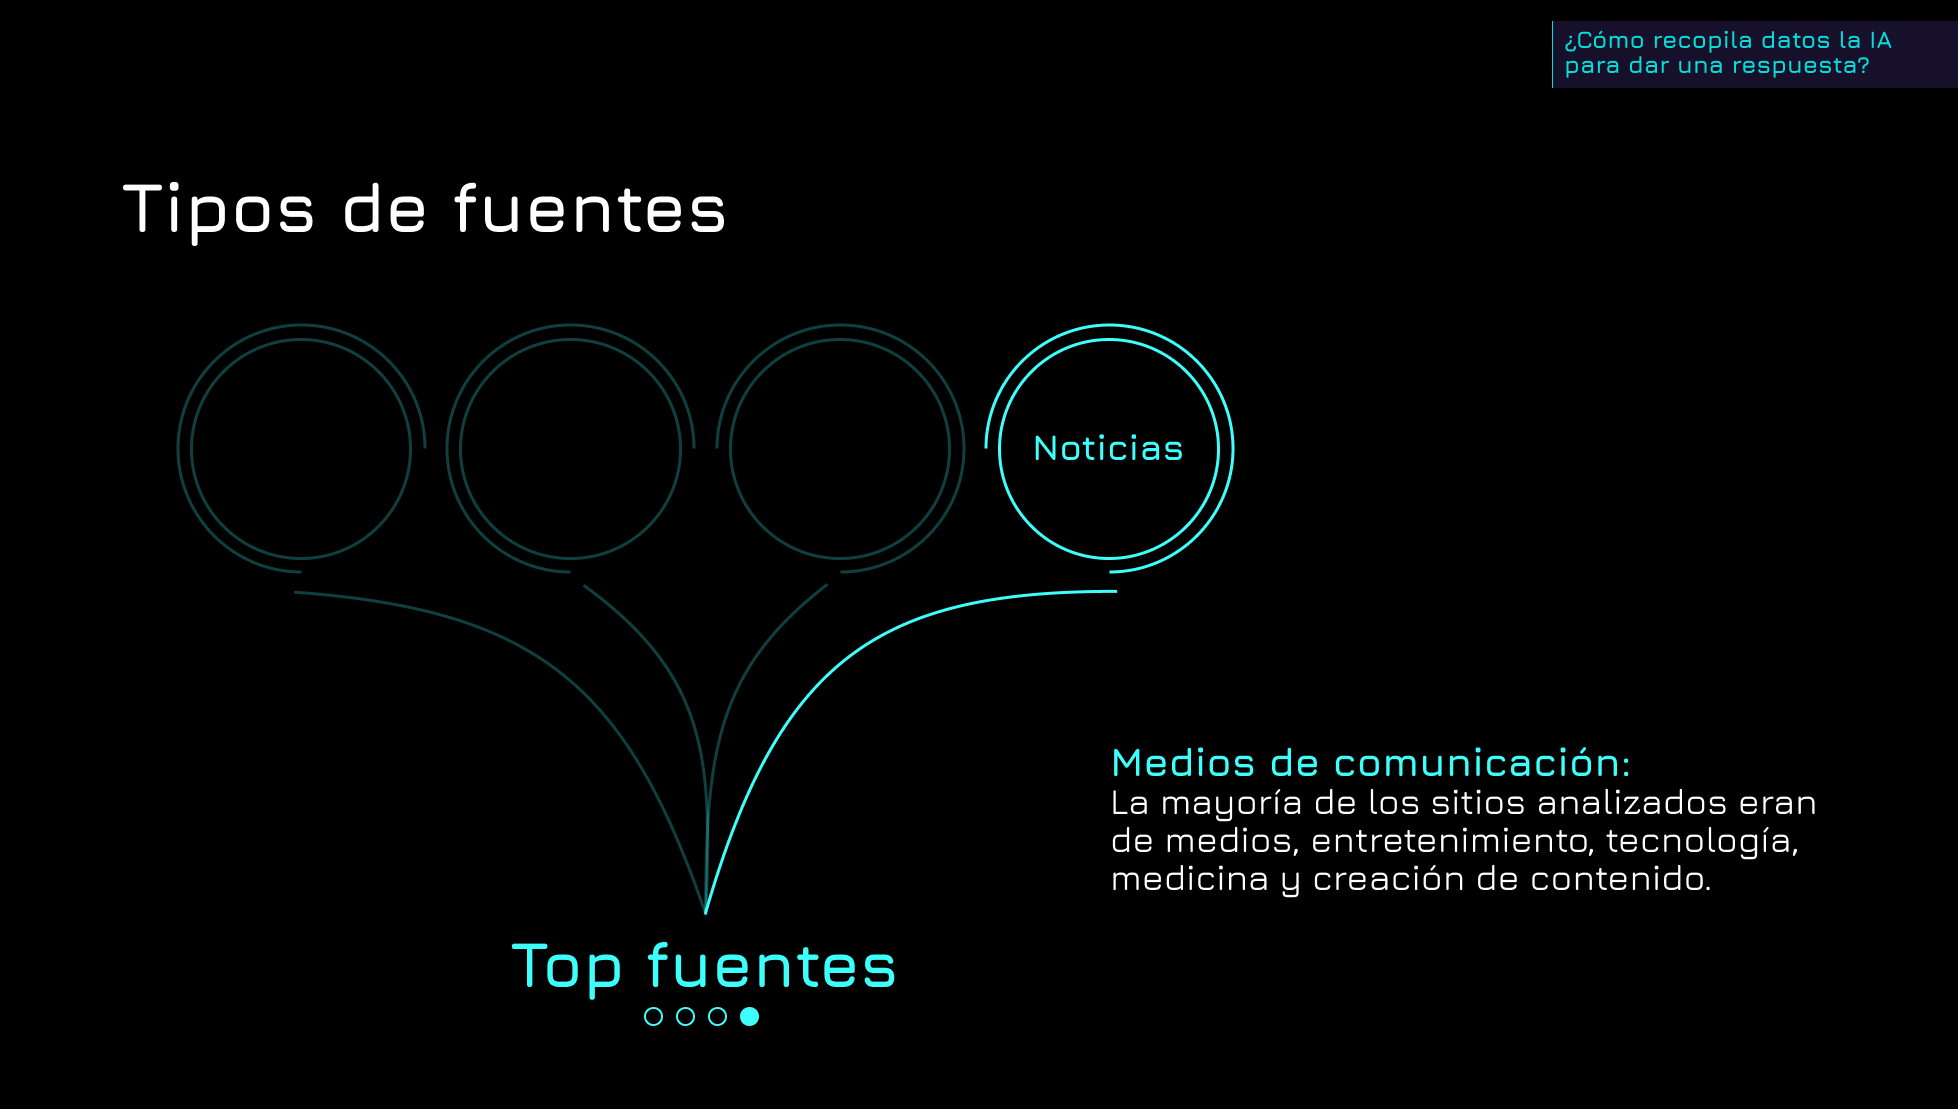 ¿Cómo recopila datos la IA
para dar una respuesta?
Tipos de fuentes
Noticias
Medios de comunicación:
La mayoría de los sitios analizados eran
de medios, entretenimiento, tecnología,
medicina y creación de contenido.
Top fuentes